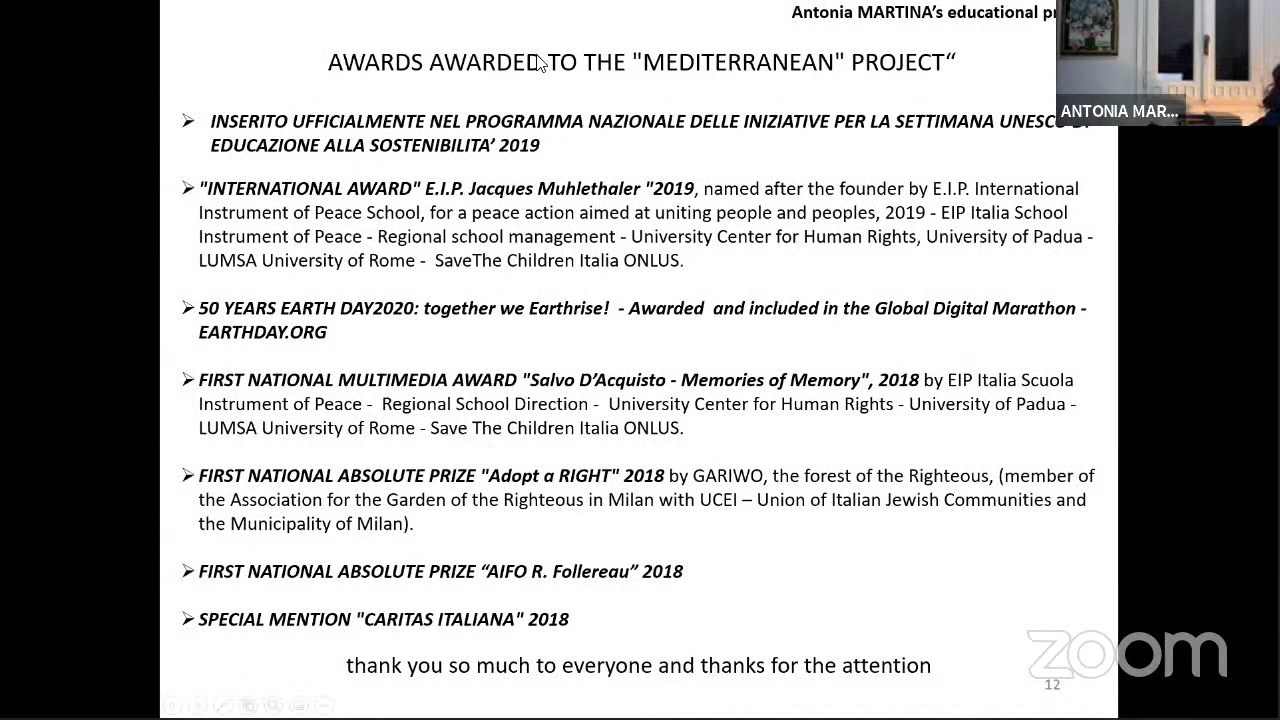 Antonia MARTINA’s educational
AWARDS AWARDED TO THE "MEDITERRANEAN" PROJECT“
ANTONIA MAR...
➢ INSERITO UFFICIALMENTE NEL PROGRAMMA NAZIONALE DELLE INIZIATIVE PER LA SETTIMANA UNESCO DI
EDUCAZIONE ALLA SOSTENIBILITA’ 2019
➢ "INTERNATIONAL AWARD" E.I.P. Jacques Muhlethaler "2019, named after the founder by E.I.P. International
Instrument of Peace School, for a peace action aimed at uniting people and peoples, 2019 - EIP Italia School
Instrument of Peace - Regional school management - University Center for Human Rights, University of Padua -
LUMSA University of Rome - SaveThe Children Italia ONLUS.
➢ 50 YEARS EARTH DAY2020: together we Earthrise! - Awarded and included in the Global Digital Marathon -
EARTHDAY.ORG
➢ FIRST NATIONAL MULTIMEDIA AWARD "Salvo D’Acquisto - Memories of Memory", 2018 by EIP Italia Scuola
Instrument of Peace - Regional School Direction - University Center for Human Rights - University of Padua -
LUMSA University of Rome - Save The Children Italia ONLUS.
➢ FIRST NATIONAL ABSOLUTE PRIZE "Adopt a RIGHT" 2018 by GARIWO, the forest of the Righteous, (member of
the Association for the Garden of the Righteous in Milan with UCEI – Union of Italian Jewish Communities and
the Municipality of Milan).
➢ FIRST NATIONAL ABSOLUTE PRIZE “AIFO R. Follereau” 2018
➢ SPECIAL MENTION "CARITAS ITALIANA" 2018
thank you so much to everyone and thanks for the attention
zoom
12